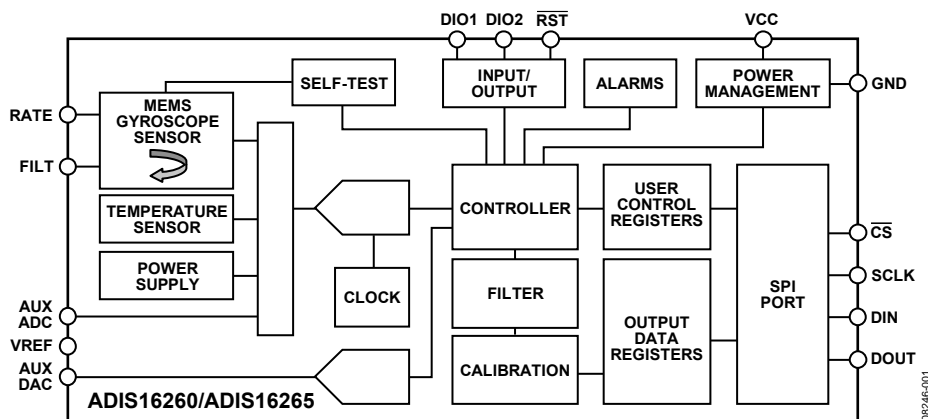 DIO1
DIO2
RST
VCC
SELF-TEST
INPUT/
OUTPUT
ALARMS
POWER
MANAGEMENT
GND
RATE
MEMS
GYROSCOPE
SENSOR
FILT
TEMPERATURE
SENSOR
CONTROLLER
USER
CONTROL
REGISTERS
CS
POWER
SUPPLY
CLOCK
FILTER
SPI
PORT
SCLK
AUX
ADC
OUTPUT
DATA
REGISTERS
DIN
VREF
AUX
DAC
CALIBRATION
DOUT
ADIS16260/ADIS16265
08246-001